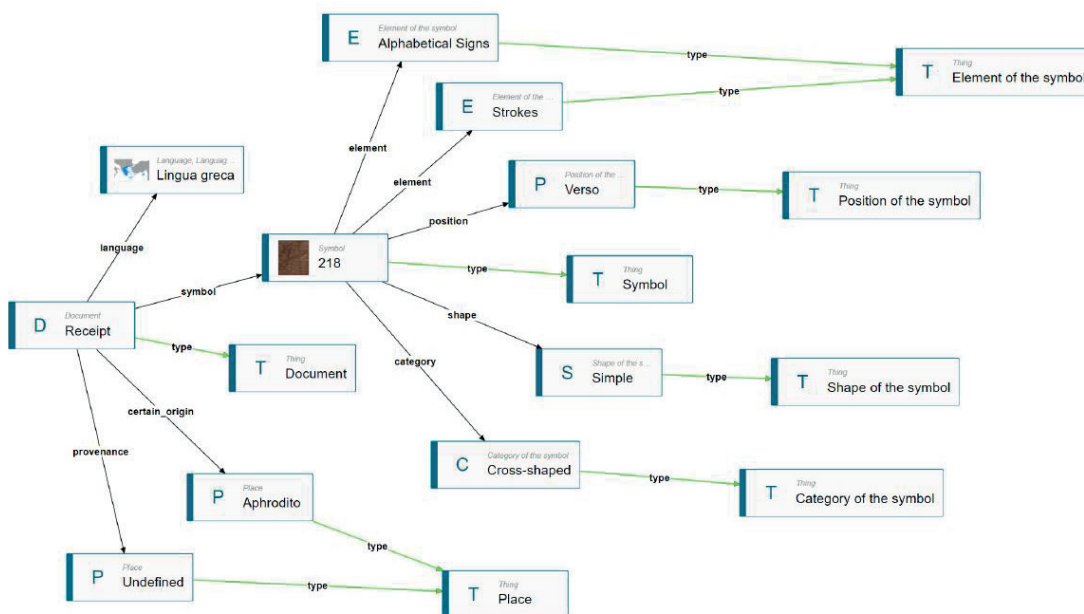 E
Element of the symbol
Alphabetical Signs
type
T
Thing
Element of the symbol
E
Element of the ...
Strokes
type
element
element
Language, Languag...
Lingua greca
P
Position of the ...
Verso
type
T
Thing
Position of the symbol
position
language
Symbol
218
type
T
Thing
Symbol
symbol
D
Document
Receipt
type
T
Thing
Document
shape
category
S
Shape of the s...
Simple
type
T
Thing
Shape of the symbol
certain_origin
provenance
C
Category of the symbol
Cross-shaped
type
T
Thing
Category of the symbol
P
Place
Aphrodito
type
P
Place
Undefined
type
T
Thing
Place